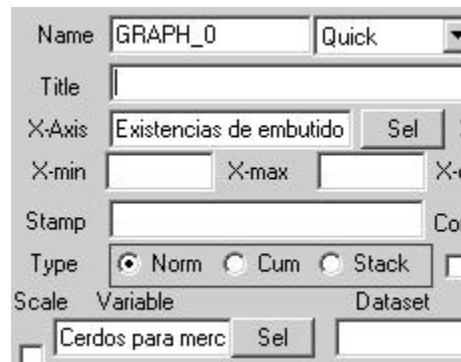 Name GRAPH_0 Quick
Title
X-Axis Existencias de embutido Sel
X-min X-max
Stamp
Type Norm Cum Stack
Scale Variable Dataset
Cerdos para merc Sel